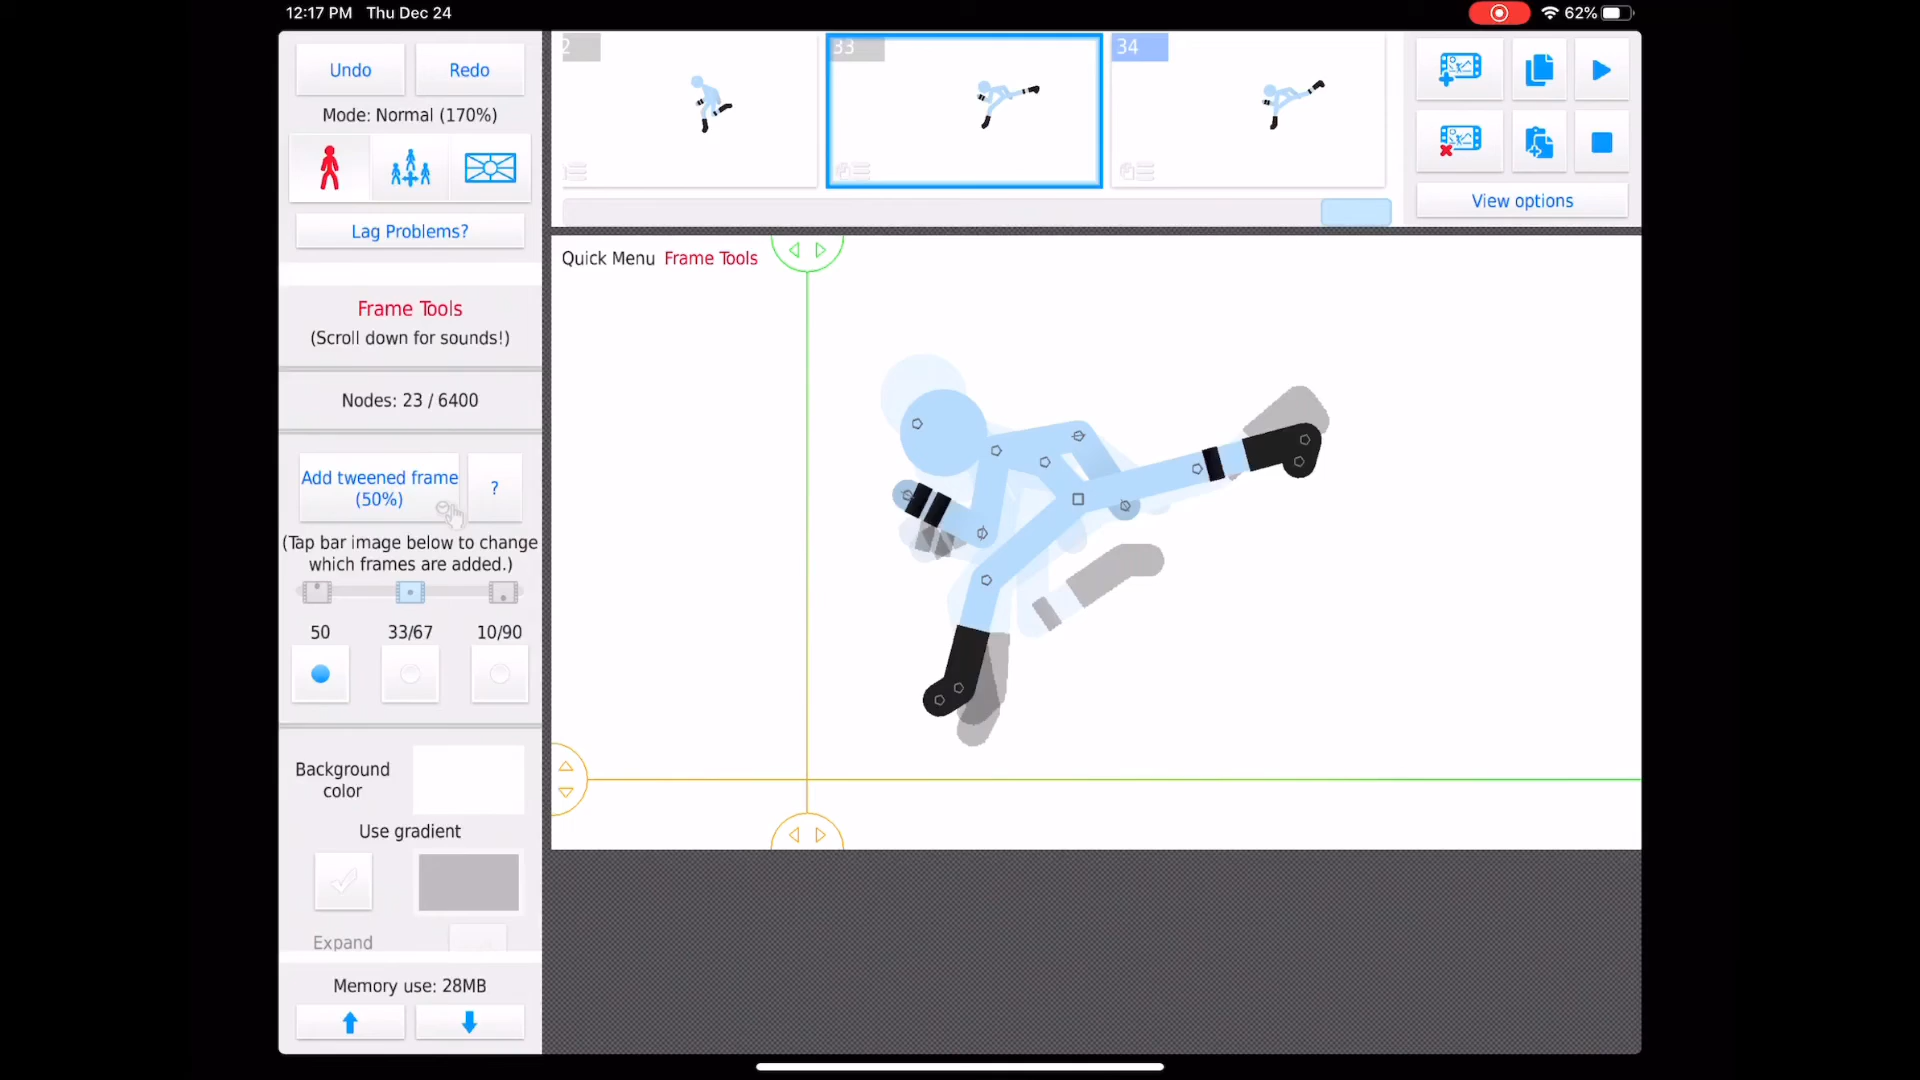 12:17 PM Thu Dec 24
62%
Undo
Redo
Mode: Normal (170%)
Lag Problems?
Frame Tools
(Scroll down for sounds!)
Nodes: 23 / 6400
Add tweened frame
(50%)
?
(Tap bar image below to change
which frames are added.)
50
33/67
10/90
Background
color
Use gradient
Expand
Memory use: 28MB
2
33
34
View options
Quick Menu Frame Tools